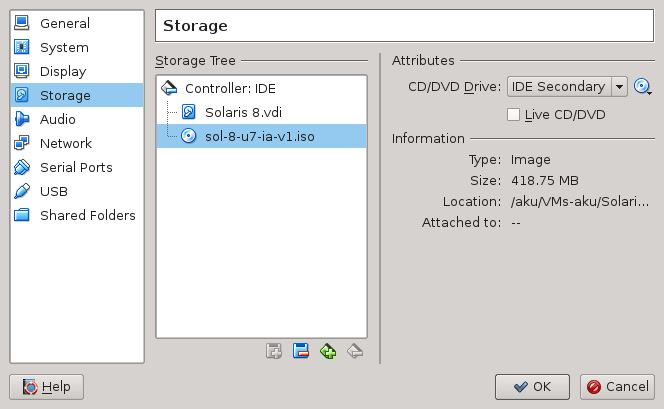 General
System
Display
Storage
Audio
Network
Serial Ports
USB
Shared Folders
Storage
Storage Tree
Controller: IDE
Solaris 8.vdi
sol-8-u7-ia-v1.iso
Attributes
CD/DVD Drive: IDE Secondary
Live CD/DVD
Information
Type: Image
Size: 418.75 MB
Location: /aku/VMs-aku/Solari...
Attached to: --
Help
OK
Cancel